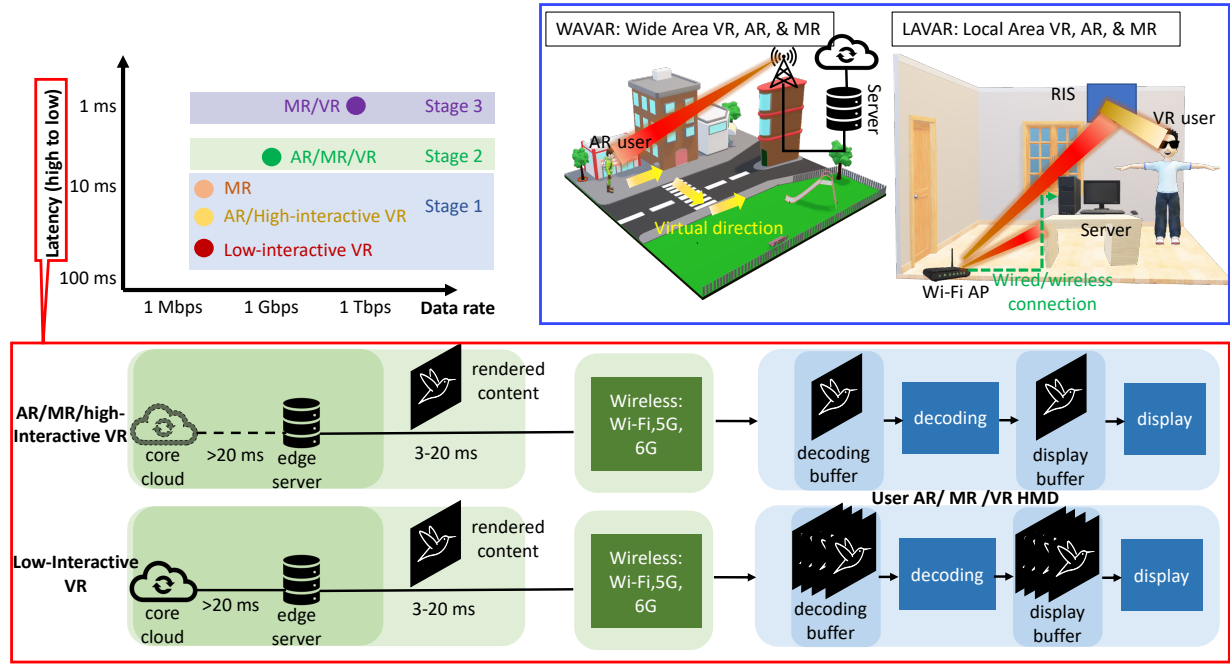 Latency (high to low)
1 ms
10 ms
100 ms
MR/VR
Stage 3
AR/MR/VR
Stage 2
MR
AR/High-interactive VR
Stage 1
Low-interactive VR
1 Mbps
1 Gbps
1 Tbps
Data rate
WAVAR: Wide Area VR, AR, & MR
AR user
Server
Virtual direction
LAVAR: Local Area VR, AR, & MR
RIS
VR user
Server
Wi-Fi AP
Wired/wireless
connection
AR/MR/high-
Interactive VR
core
cloud
>20 ms
edge
server
rendered
content
3-20 ms
Wireless:
Wi-Fi,5G,
6G
decoding
buffer
decoding
display
buffer
display
User AR/ MR /VR HMD
Low-Interactive
VR
core
cloud
>20 ms
edge
server
rendered
content
3-20 ms
Wireless:
Wi-Fi,5G,
6G
decoding
buffer
decoding
display
buffer
display